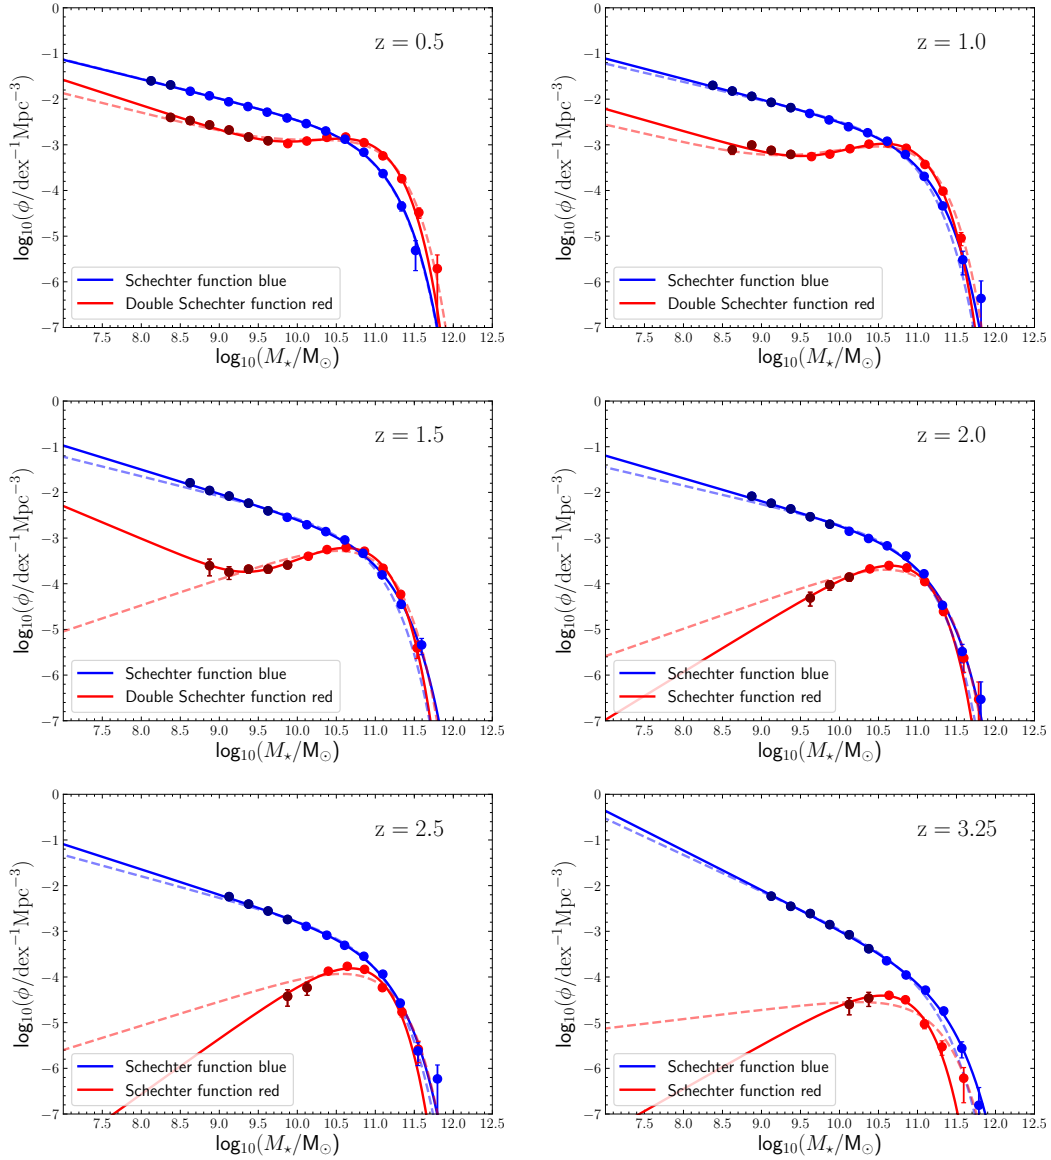 0
−1
−2
−3
−4
−5
−6
−7
log₁₀(ϕ/dex⁻¹Mpc⁻³)
z = 0.5
Schechter function blue
Double Schechter function red
7.5 8.0 8.5 9.0 9.5 10.0 10.5 11.0 11.5 12.0 12.5
log₁₀(M⋆/M☉)
0
−1
−2
−3
−4
−5
−6
−7
log₁₀(ϕ/dex⁻¹Mpc⁻³)
z = 1.0
Schechter function blue
Double Schechter function red
7.5 8.0 8.5 9.0 9.5 10.0 10.5 11.0 11.5 12.0 12.5
log₁₀(M⋆/M☉)
0
−1
−2
−3
−4
−5
−6
−7
log₁₀(ϕ/dex⁻¹Mpc⁻³)
z = 1.5
Schechter function blue
Double Schechter function red
7.5 8.0 8.5 9.0 9.5 10.0 10.5 11.0 11.5 12.0 12.5
log₁₀(M⋆/M☉)
0
−1
−2
−3
−4
−5
−6
−7
log₁₀(ϕ/dex⁻¹Mpc⁻³)
z = 2.0
Schechter function blue
Schechter function red
7.5 8.0 8.5 9.0 9.5 10.0 10.5 11.0 11.5 12.0 12.5
log₁₀(M⋆/M☉)
0
−1
−2
−3
−4
−5
−6
−7
log₁₀(ϕ/dex⁻¹Mpc⁻³)
z = 2.5
Schechter function blue
Schechter function red
7.5 8.0 8.5 9.0 9.5 10.0 10.5 11.0 11.5 12.0 12.5
log₁₀(M⋆/M☉)
0
−1
−2
−3
−4
−5
−6
−7
log₁₀(ϕ/dex⁻¹Mpc⁻³)
z = 3.25
Schechter function blue
Schechter function red
7.5 8.0 8.5 9.0 9.5 10.0 10.5 11.0 11.5 12.0 12.5
log₁₀(M⋆/M☉)